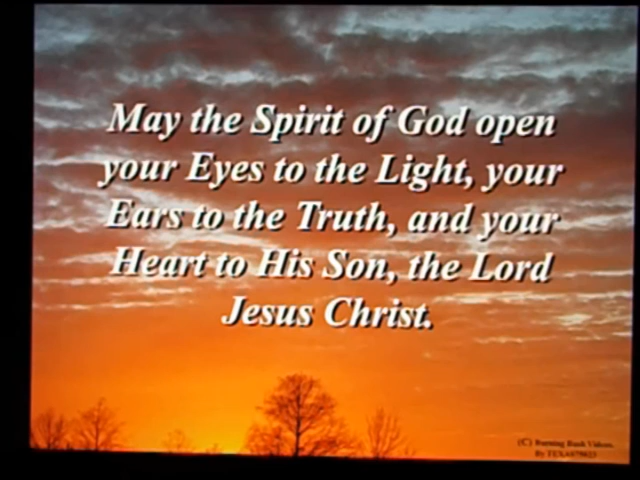 May the Spirit of God open
your Eyes to the Light, your
Ears to the Truth, and your
Heart to His Son, the Lord
Jesus Christ.
(C) Burning Bush Videos.